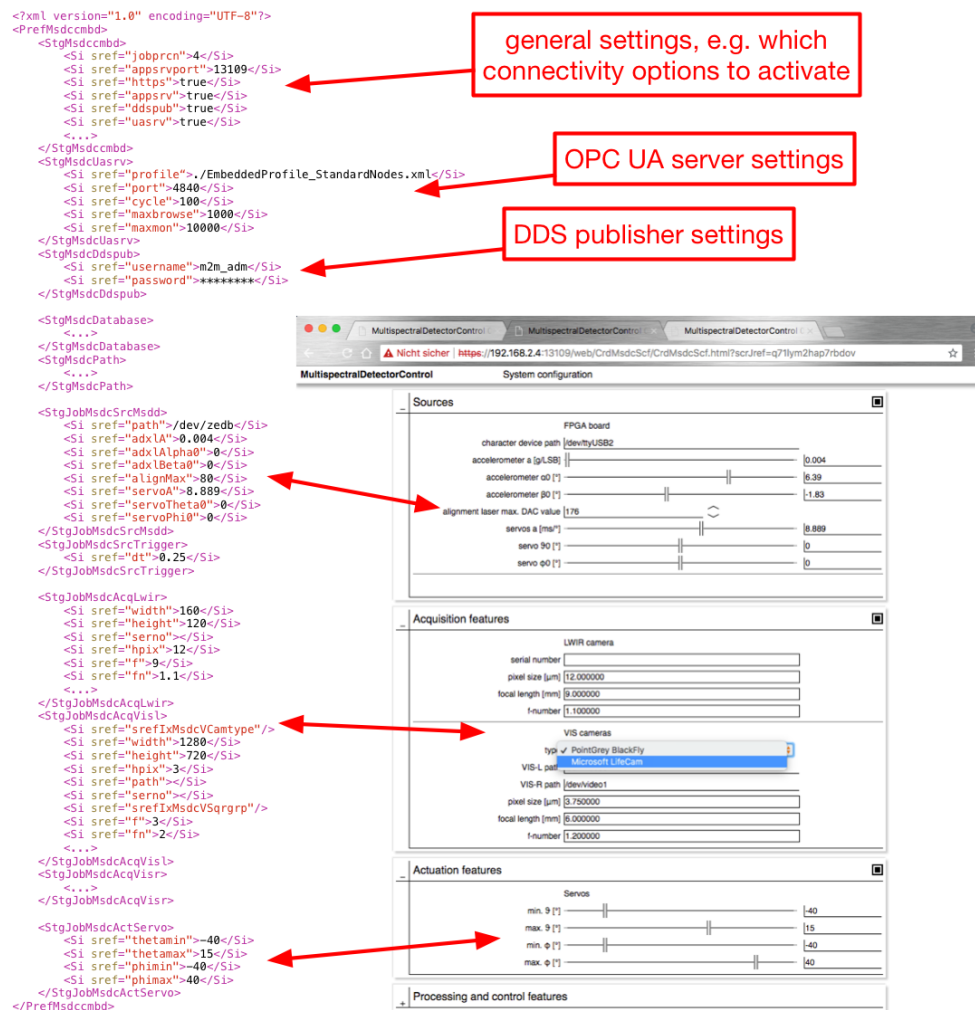 <?xml version="1.0" encoding="UTF-8"?>
<PrefMsdccmbd>
<StgMsdccmbd>
<Si sref="jobprcn">4</Si>
<Si sref="appsrvport">13109</Si>
<Si sref="https">true</Si>
<Si sref="appsrv">true</Si>
<Si sref="ddspub">true</Si>
<Si sref="uasrv">true</Si>
<...>
</StgMsdccmbd>
<StgMsdcUasrv>
<Si sref="profile“>./EmbeddedProfile_StandardNodes.xml</Si>
<Si sref="port">4840</Si>
<Si sref="cycle">100</Si>
<Si sref="maxbrowse">1000</Si>
<Si sref="maxmon">10000</Si>
</StgMsdcUasrv>
<StgMsdcDdspub>
<Si sref="username">m2m_adm</Si>
<Si sref="password">********</Si>
</StgMsdcDdspub>
<StgMsdcDatabase>
<...>
</StgMsdcDatabase>
<StgMsdcPath>
<...>
</StgMsdcPath>
<StgJobMsdcSrcMsdd>
<Si sref="path">/dev/zedb</Si>
<Si sref="adxlA">0.004</Si>
<Si sref="adxlAlpha0">0</Si>
<Si sref="adxlBeta0">0</Si>
<Si sref="alignMax">80</Si>
<Si sref="servoA">8.889</Si>
<Si sref="servoTheta0">0</Si>
<Si sref="servoPhi0">0</Si>
</StgJobMsdcSrcMsdd>
<StgJobMsdcSrcTrigger>
<Si sref="dt">0.25</Si>
</StgJobMsdcSrcTrigger>
<StgJobMsdcAcqLwir>
<Si sref="width">160</Si>
<Si sref="height">120</Si>
<Si sref="serno"></Si>
<Si sref="hpix">12</Si>
<Si sref="f">9</Si>
<Si sref="fn">1.1</Si>
<...>
</StgJobMsdcAcqLwir>
<StgJobMsdcAcqVisl>
<Si sref="srefIxMsdcVCamtype"/>
<Si sref="width">1280</Si>
<Si sref="height">720</Si>
<Si sref="hpix">3</Si>
<Si sref="path"></Si>
<Si sref="serno"></Si>
<Si sref="srefIxMsdcVSqrgrp"/>
<Si sref="f">3</Si>
<Si sref="fn">2</Si>
<...>
</StgJobMsdcAcqVisl>
<StgJobMsdcAcqVisr>
<...>
</StgJobMsdcAcqVisr>
<StgJobMsdcActServo>
<Si sref="thetamin">-40</Si>
<Si sref="thetamax">15</Si>
<Si sref="phimin">-40</Si>
<Si sref="phimax">40</Si>
</StgJobMsdcActServo>
</PrefMsdccmbd>
general settings, e.g. which
connectivity options to activate
OPC UA server settings
DDS publisher settings
MultispectralDetectorControl MultispectralDetectorControl MultispectralDetectorControl
Nicht sicher https://192.168.2.4:13109/web/CrdMsdcScf/CrdMsdcScf.html?scrJref=q71lym2hap7rbdov
MultispectralDetectorControl System configuration
Sources
FPGA board
character device path /dev/ttyUSB2
accelerometer a [g/LSB] 0.004
accelerometer α0 [°] 6.39
accelerometer β0 [°] -1.83
alignment laser max. DAC value 176
servos a [ms/°] 8.889
servo ϑ0 [°] 0
servo φ0 [°] 0
Acquisition features
LWIR camera
serial number
pixel size [µm] 12.000000
focal length [mm] 9.000000
f-number 1.100000
VIS cameras
PointGrey BlackFly
Microsoft LifeCam
VIS-L
VIS-R path /dev/video1
pixel size [µm] 3.750000
focal length [mm] 6.000000
f-number 1.200000
Actuation features
Servos
min. ϑ [°] -40
max. ϑ [°] 15
min. φ [°] -40
max. φ [°] 40
Processing and control features